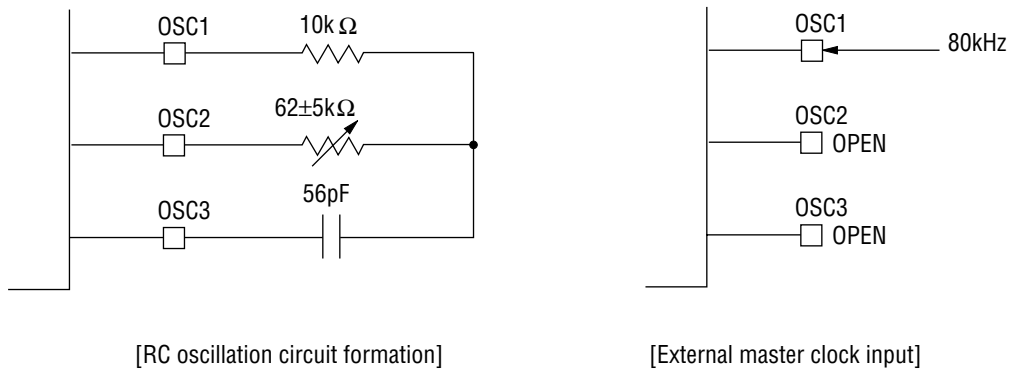 OSC1
10k Ω
OSC2
62±5kΩ
OSC3
56pF
[RC oscillation circuit formation]
OSC1
80kHz
OSC2
OPEN
OSC3
OPEN
[External master clock input]